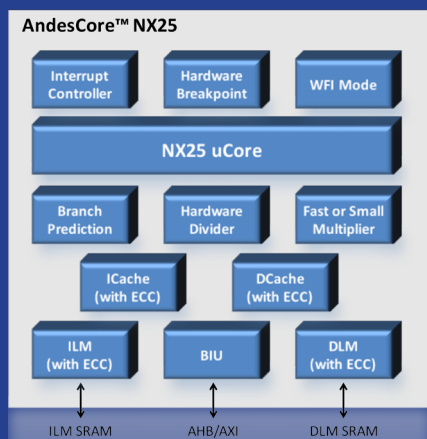 AndesCore™ NX25
Interrupt
Controller
Hardware
Breakpoint
WFI Mode
NX25 uCore
Branch
Prediction
Hardware
Divider
Fast or Small
Multiplier
ICache
(with ECC)
DCache
(with ECC)
ILM
(with ECC)
BIU
DLM
(with ECC)
ILM SRAM
AHB/AXI
DLM SRAM